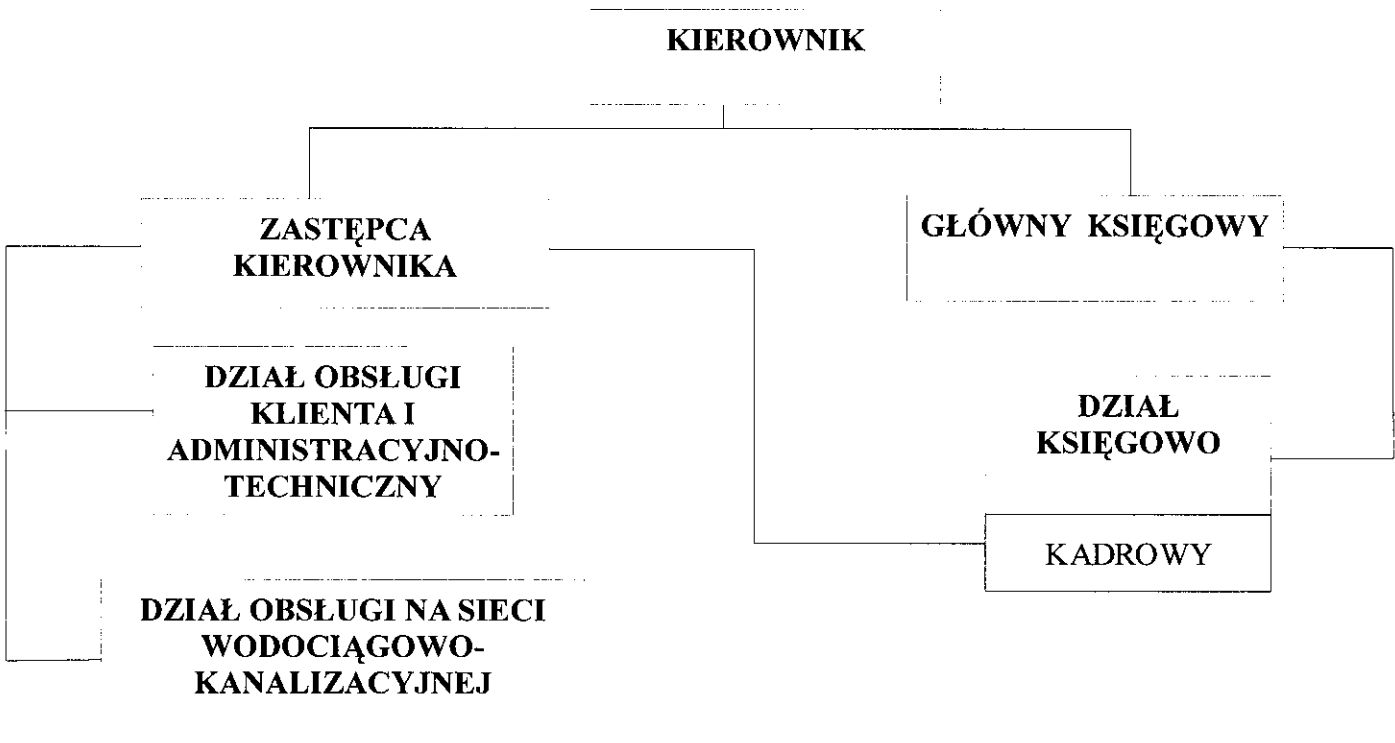 KIEROWNIK
ZASTĘPCA
KIEROWNIKA
GŁÓWNY KSIĘGOWY
DZIAŁ OBSŁUGI
KLIENTA I
ADMINISTRACYJNO-
TECHNICZNY
DZIAŁ
KSIĘGOWO
KADROWY
DZIAŁ OBSŁUGI NA SIECI
WODOCIĄGOWO-
KANALIZACYJNEJ